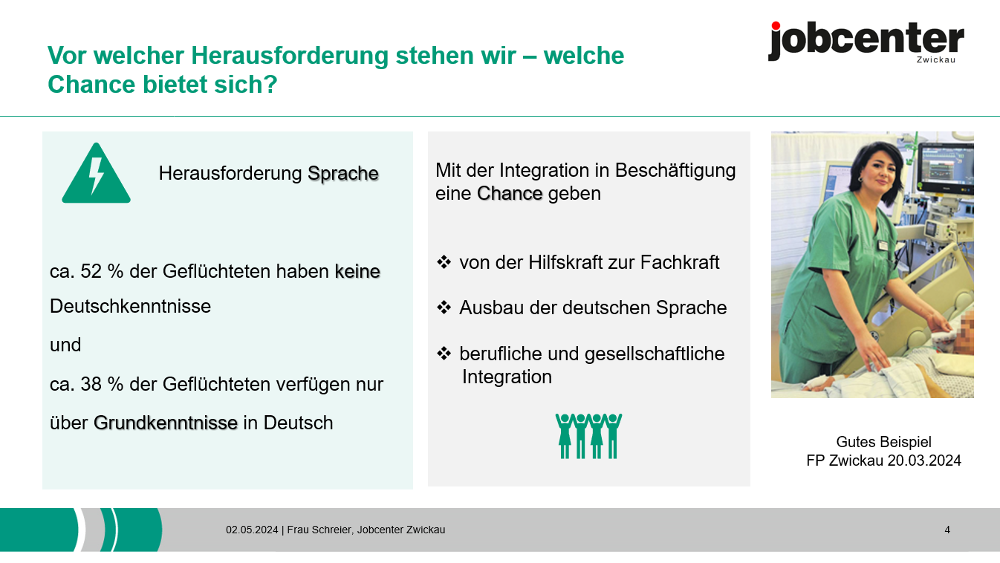 Vor welcher Herausforderung stehen wir – welche
Chance bietet sich?
jobcenter
Zwickau
Herausforderung Sprache
ca. 52 % der Geflüchteten haben keine
Deutschkenntnisse
und
ca. 38 % der Geflüchteten verfügen nur
über Grundkenntnisse in Deutsch
Mit der Integration in Beschäftigung
eine Chance geben
❖ von der Hilfskraft zur Fachkraft
❖ Ausbau der deutschen Sprache
❖ berufliche und gesellschaftliche
Integration
Gutes Beispiel
FP Zwickau 20.03.2024
02.05.2024 | Frau Schreier, Jobcenter Zwickau
4